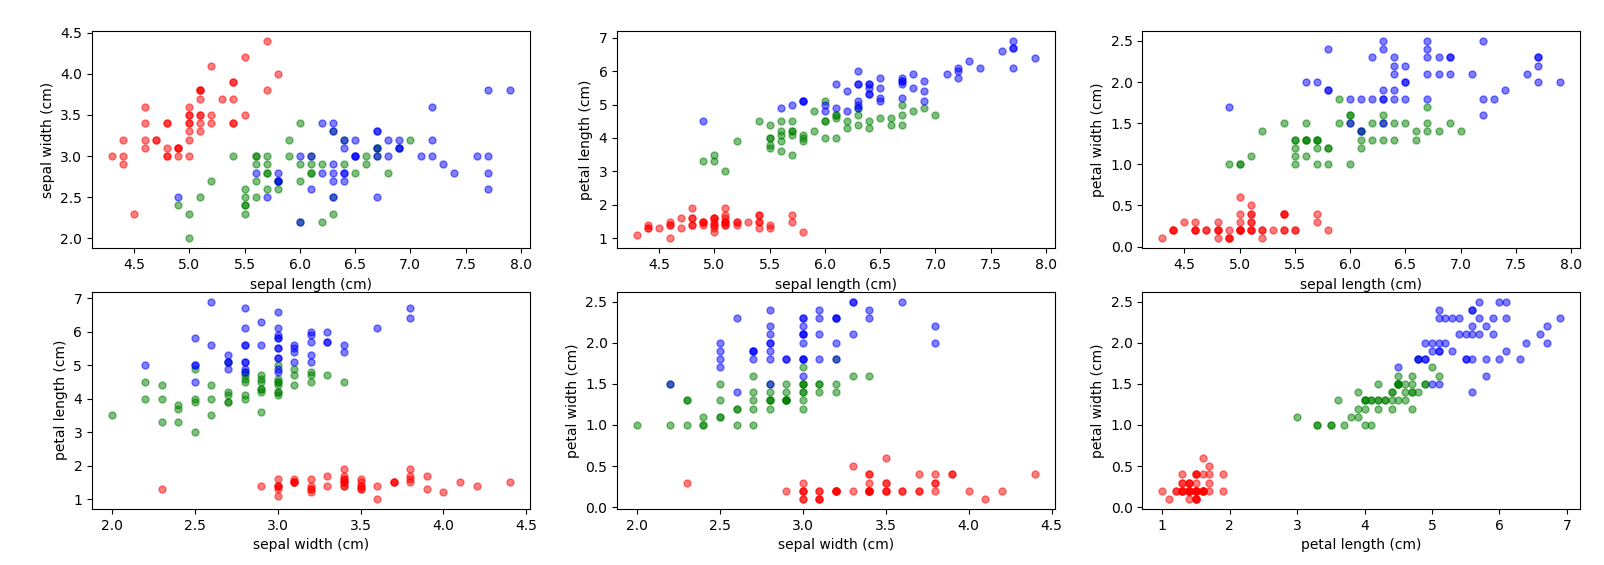 4.5
4.0
3.5
3.0
2.5
2.0
sepal width (cm)
4.5 5.0 5.5 6.0 6.5 7.0 7.5 8.0
sepal length (cm)
7
6
5
4
3
2
1
petal length (cm)
4.5 5.0 5.5 6.0 6.5 7.0 7.5 8.0
sepal length (cm)
2.5
2.0
1.5
1.0
0.5
0.0
petal width (cm)
4.5 5.0 5.5 6.0 6.5 7.0 7.5 8.0
sepal length (cm)
7
6
5
4
3
2
1
petal length (cm)
2.0 2.5 3.0 3.5 4.0 4.5
sepal width (cm)
2.5
2.0
1.5
1.0
0.5
0.0
petal width (cm)
2.0 2.5 3.0 3.5 4.0 4.5
sepal width (cm)
2.5
2.0
1.5
1.0
0.5
0.0
petal width (cm)
1 2 3 4 5 6 7
petal length (cm)